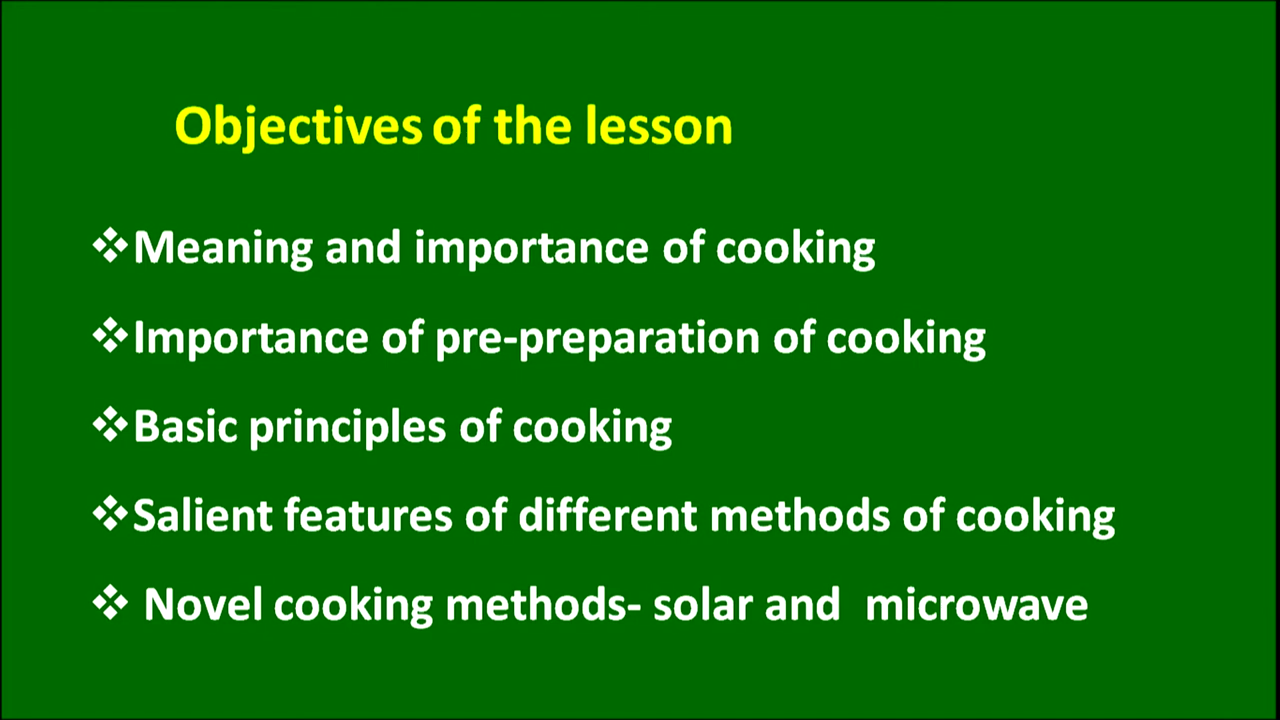 Objectives of the lesson
❖Meaning and importance of cooking
❖Importance of pre-preparation of cooking
❖Basic principles of cooking
❖Salient features of different methods of cooking
❖ Novel cooking methods- solar and  microwave